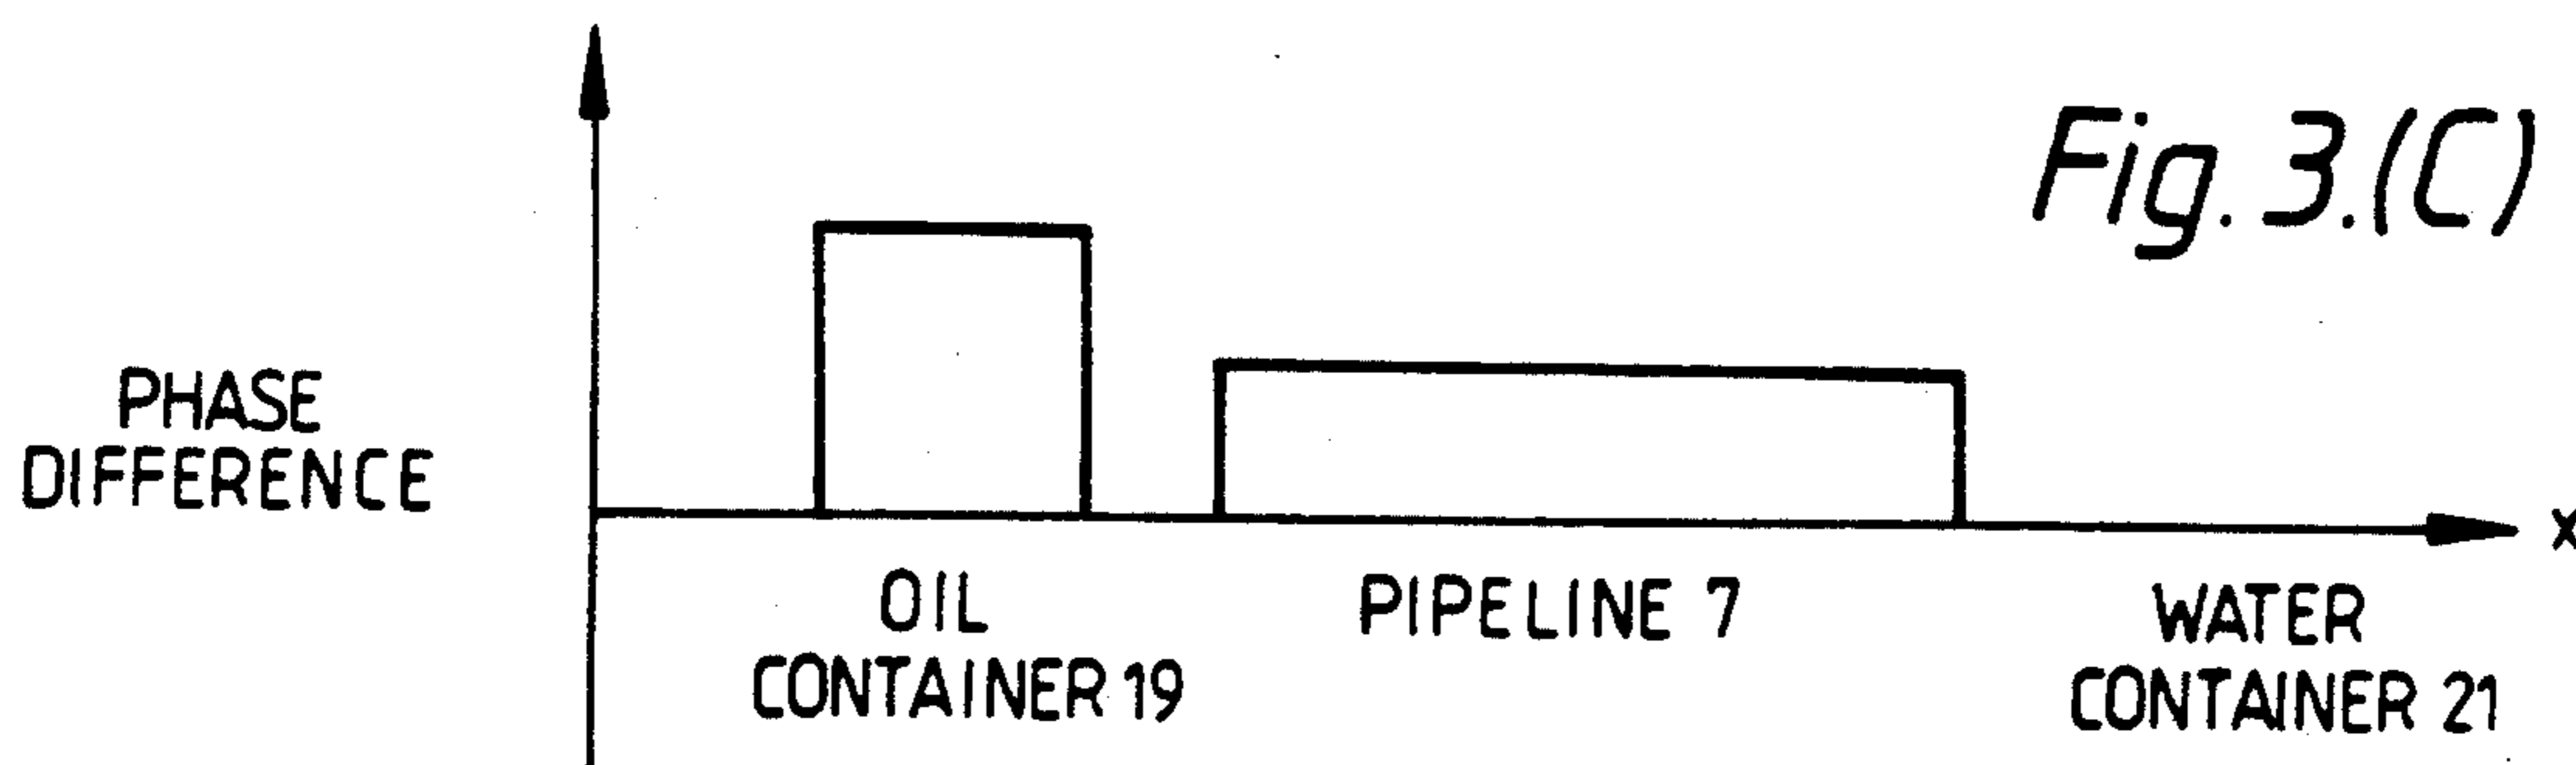 Fig. 3.(C)
PHASE
DIFFERENCE
X
OIL
CONTAINER 19
PIPELINE 7
WATER
CONTAINER 21